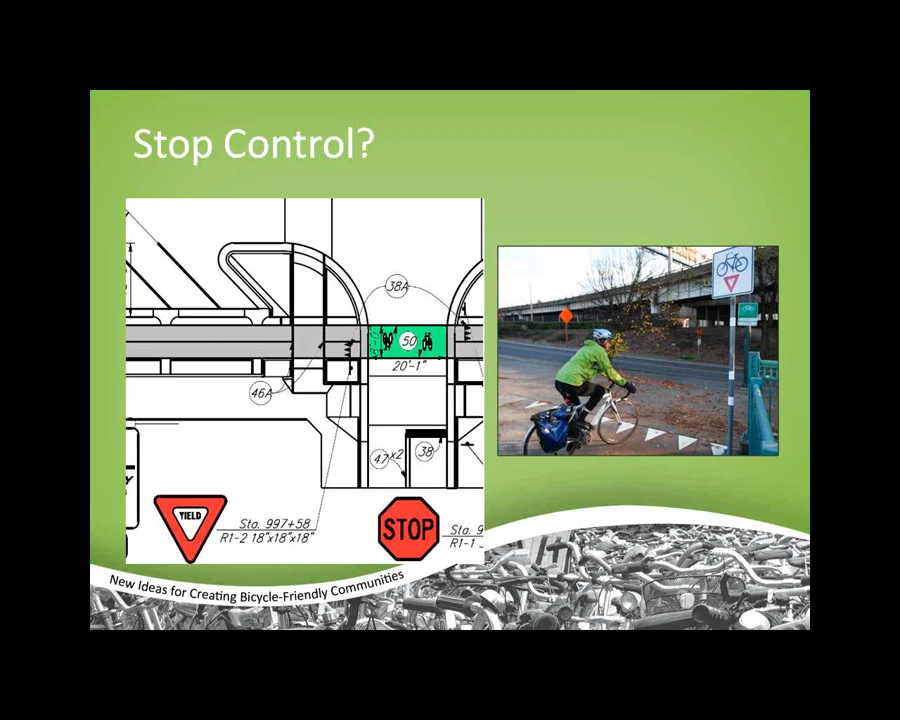 Stop Control?
38A
50
20'-1"
46A
47 x2
38
Y
YIELD
Sta. 997+58
R1-2 18"x18"x18"
STOP
Sta. 9
R1-1
New Ideas for Creating Bicycle-Friendly Communities